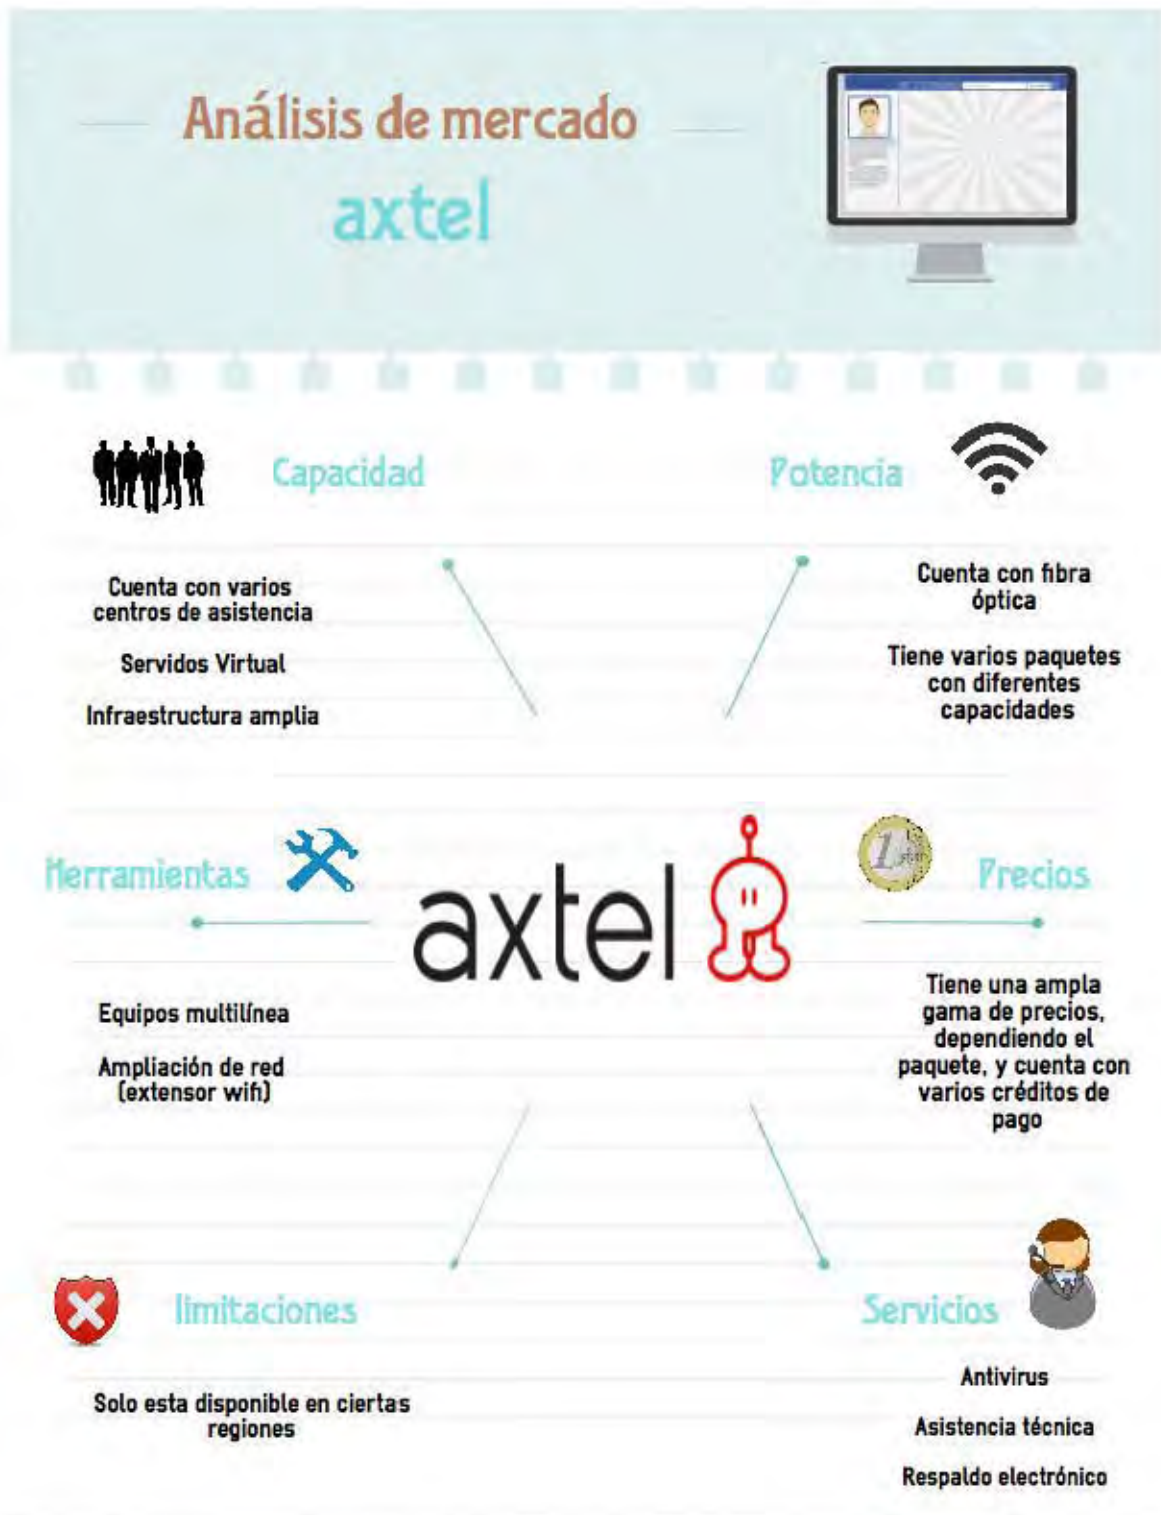 Análisis de mercado
axtel
Capacidad
Cuenta con varios
centros de asistencia
Servidos Virtual
Infraestructura amplia
Potencia
Cuenta con fibra
óptica
Tiene varios paquetes
con diferentes
capacidades
Herramientas
Equipos multilínea
Ampliación de red
(extensor wifi)
axtel
Precios
Tiene una ampla
gama de precios,
dependiendo el
paquete, y cuenta con
varios créditos de
pago
limitaciones
Solo esta disponible en ciertas
regiones
Servicios
Antivirus
Asistencia técnica
Respaldo electrónico